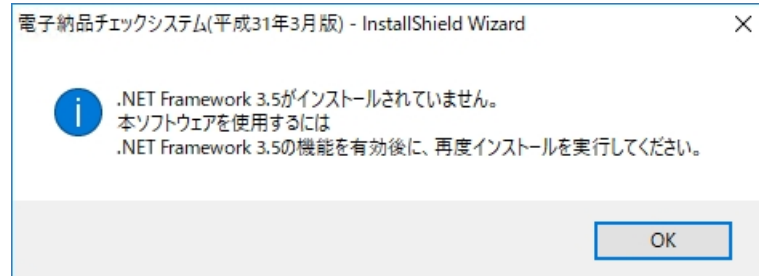 電子納品チェックシステム(平成31年3月版) - InstallShield Wizard
.NET Framework 3.5がインストールされていません。
本ソフトウェアを使用するには
.NET Framework 3.5の機能を有効後に、再度インストールを実行してください。
OK